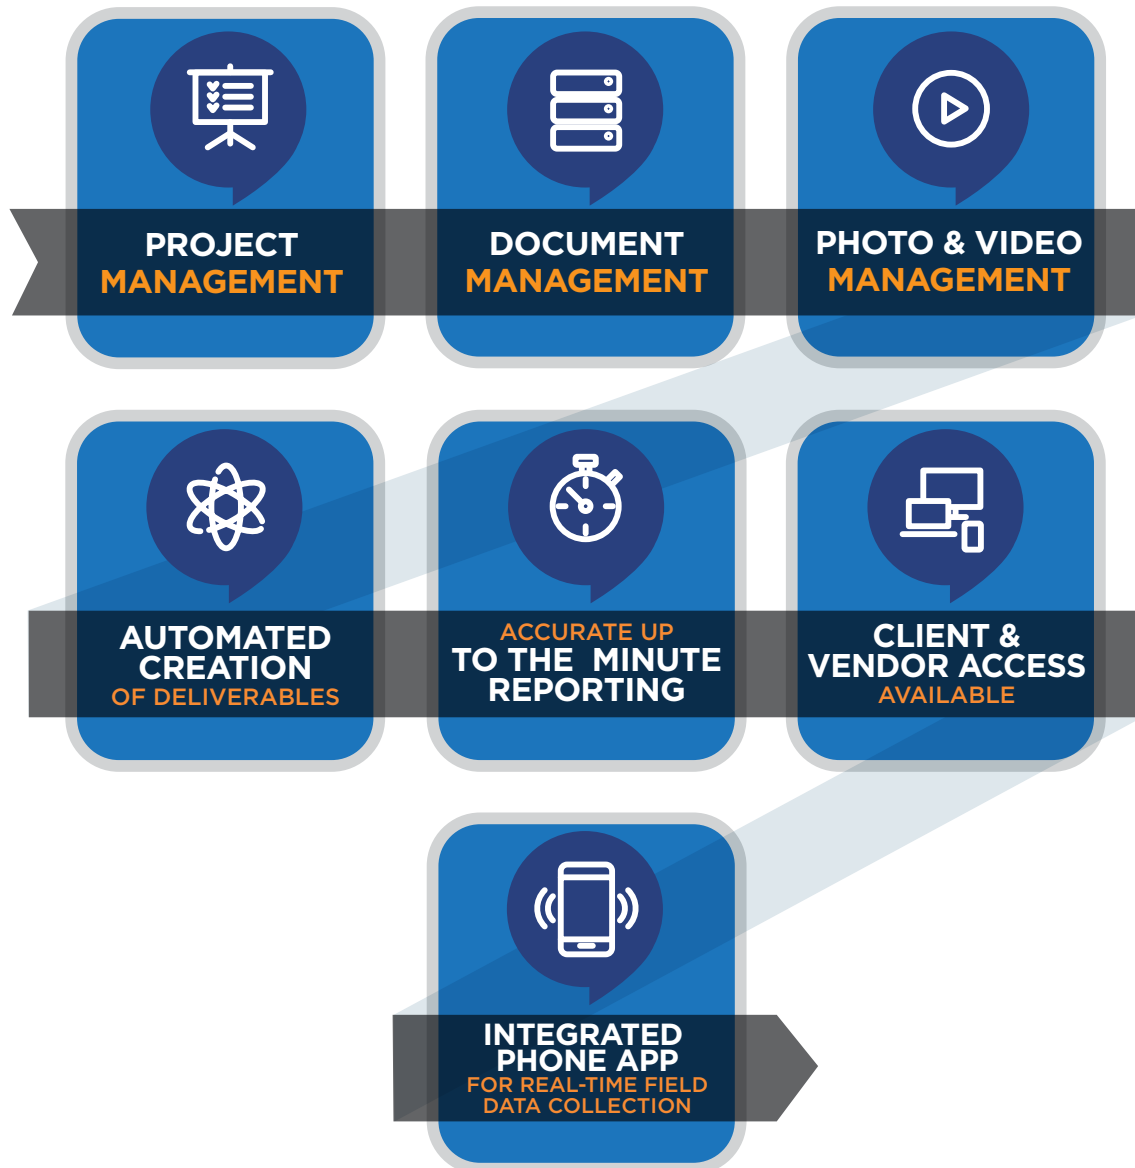 PROJECT
MANAGEMENT
DOCUMENT
MANAGEMENT
PHOTO & VIDEO
MANAGEMENT
AUTOMATED
CREATION
OF DELIVERABLES
ACCURATE UP
TO THE MINUTE
REPORTING
CLIENT &
VENDOR ACCESS
AVAILABLE
INTEGRATED
PHONE APP
FOR REAL-TIME FIELD
DATA COLLECTION